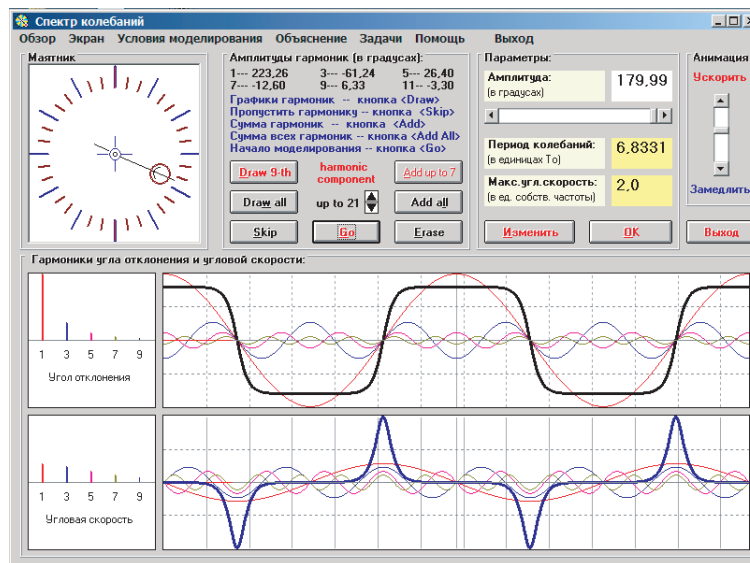 Спектр колебаний
Обзор Экран Условия моделирования Объяснение Задачи Помощь Выход
Маятник
Амплитуды гармоник (в градусах):
1--- 223,26 3--- -61,24 5--- 26,40
7--- -12,60 9--- 6,33 11--- -3,30
Графики гармоник -- кнопка <Draw>
Пропустить гармонику -- кнопка <Skip>
Сумма гармоник -- кнопка <Add>
Сумма всех гармоник -- кнопка <Add All>
Начало моделирования -- кнопка <Go>
Draw 9-th harmonic component Add up to 7
Draw all up to 21 Add all
Skip Go Erase
Параметры:
Амплитуда:
(в градусах)
179,99
Период колебаний:
(в единицах То)
6,8331
Макс.угл.скорость:
(в ед. собств. частоты)
2,0
Изменить OK
Анимация
Ускорить
Замедлить
Выход
Гармоники угла отклонения и угловой скорости:
1 3 5 7 9
Угол отклонения
1 3 5 7 9
Угловая скорость